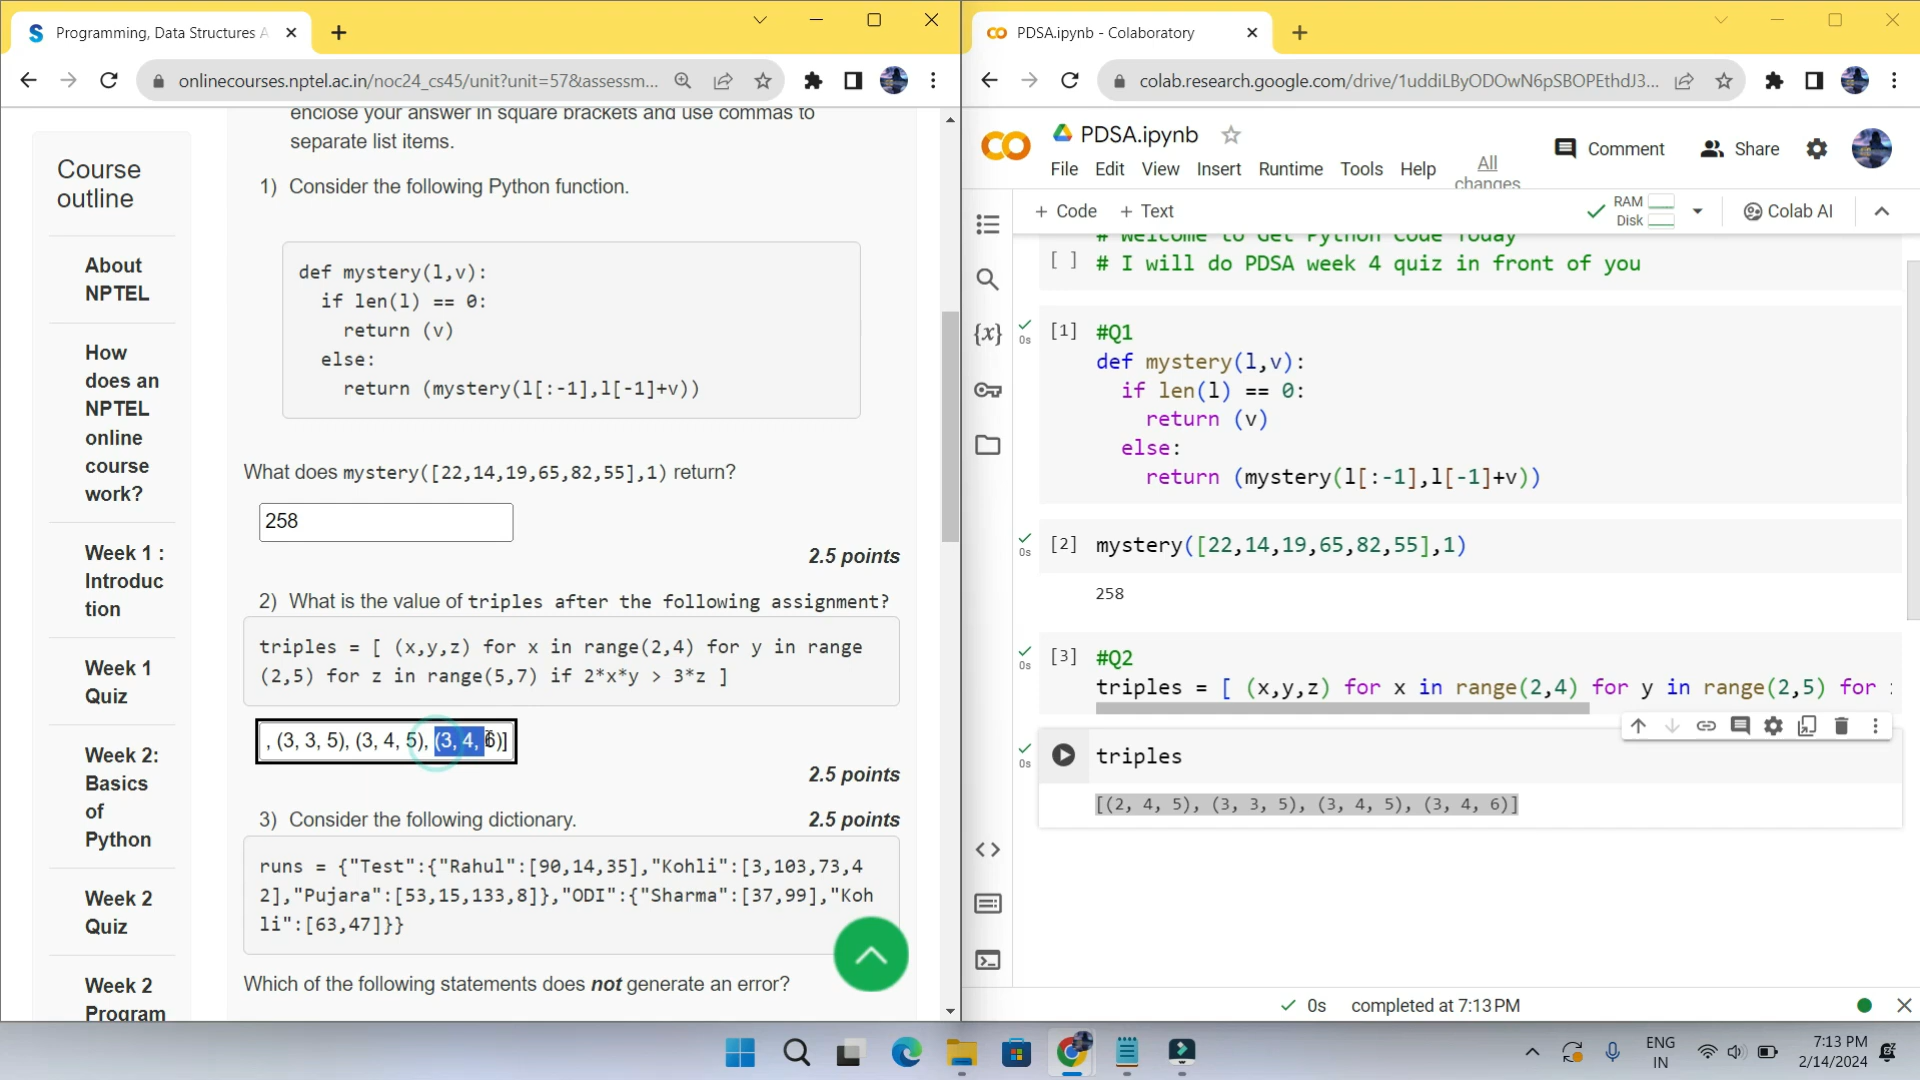 Programming, Data Structures A
onlinecourses.nptel.ac.in/noc24_cs45/unit?unit=57&assessm...
Course
outline
About
NPTEL
How
does an
NPTEL
online
course
work?
Week 1 :
Introduc
tion
Week 1
Quiz
Week 2:
Basics
of
Python
Week 2
Quiz
Week 2
Program
enclose your answer in square brackets and use commas to
separate list items.
1) Consider the following Python function.
def mystery(l,v):
if len(l) == 0:
return (v)
else:
return (mystery(l[:-1],l[-1]+v))
What does mystery([22,14,19,65,82,55],1) return?
258
2.5 points
2) What is the value of triples after the following assignment?
triples = [ (x,y,z) for x in range(2,4) for y in range
(2,5) for z in range(5,7) if 2*x*y > 3*z ]
, (3, 3, 5), (3, 4, 5), (3, 4, 6)]
2.5 points
3) Consider the following dictionary. 2.5 points
runs = {"Test":{"Rahul":[90,14,35],"Kohli":[3,103,73,4
2],"Pujara":[53,15,133,8]},"ODI":{"Sharma":[37,99],"Koh
li":[63,47]}}
Which of the following statements does not generate an error?
PDSA.ipynb - Colaboratory
colab.research.google.com/drive/1uddiLByODOwN6pSBOPEthdJ3...
PDSA.ipynb
Comment Share
File Edit View Insert Runtime Tools Help All
changes
+ Code + Text RAM
Disk Colab AI
# Welcome to Get Python Code Today
[ ] # I will do PDSA week 4 quiz in front of you
[1] #Q1
0s
def mystery(l,v):
if len(l) == 0:
return (v)
else:
return (mystery(l[:-1],l[-1]+v))
[2] mystery([22,14,19,65,82,55],1)
0s
258
[3] #Q2
0s
triples = [ (x,y,z) for x in range(2,4) for y in range(2,5) for
triples
0s
[(2, 4, 5), (3, 3, 5), (3, 4, 5), (3, 4, 6)]
{x}
0s completed at 7:13 PM
ENG
IN
7:13 PM
2/14/2024